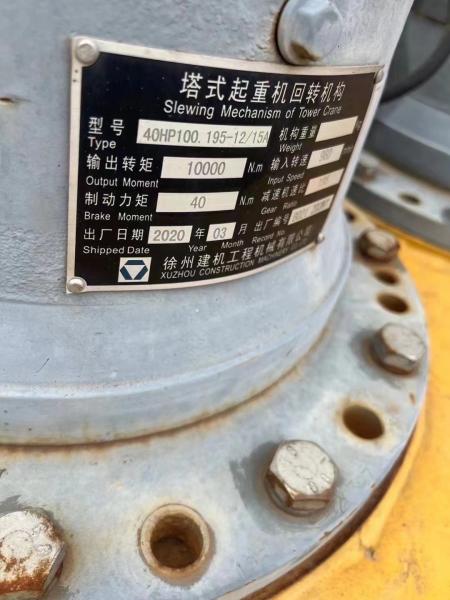 塔式起重机回转机构
Slewing Mechanism of Tower Crane
型号 40HP100.195-12/15A 机构重量
Type Weight
输出转矩 10000 N.m 输入转速
Output Moment Input Speed
制动力矩 40 N.m 减速机速比
Brake Moment Gear Ratio
出厂日期 2020 年 03 月 出厂编号
Shipped Date Year Month Record No.
徐州建机工程机械有限公司
XUZHOU CONSTRUCTION MACHINERY